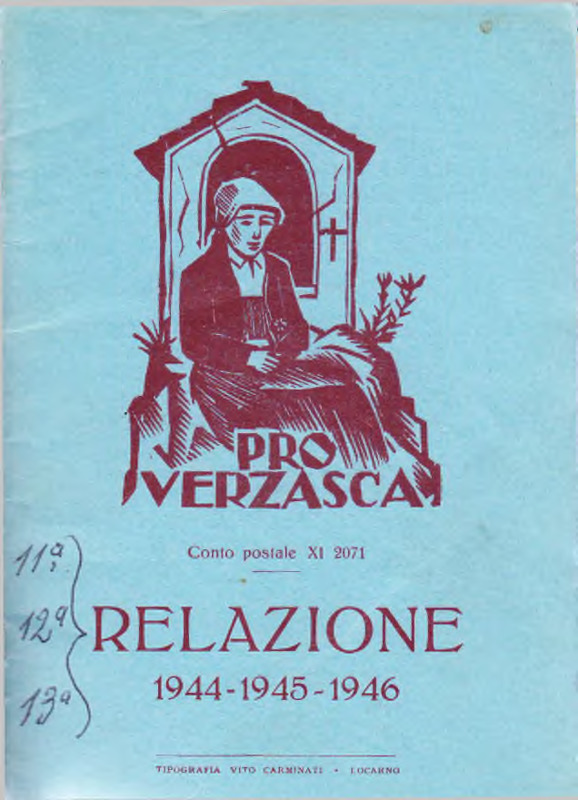 PRO
VERZASCA
Conto postale XI 2071
11ª
12ª
13ª
RELAZIONE
1944-1945-1946
TIPOGRAFIA VITO CARMINATI • LOCARNO